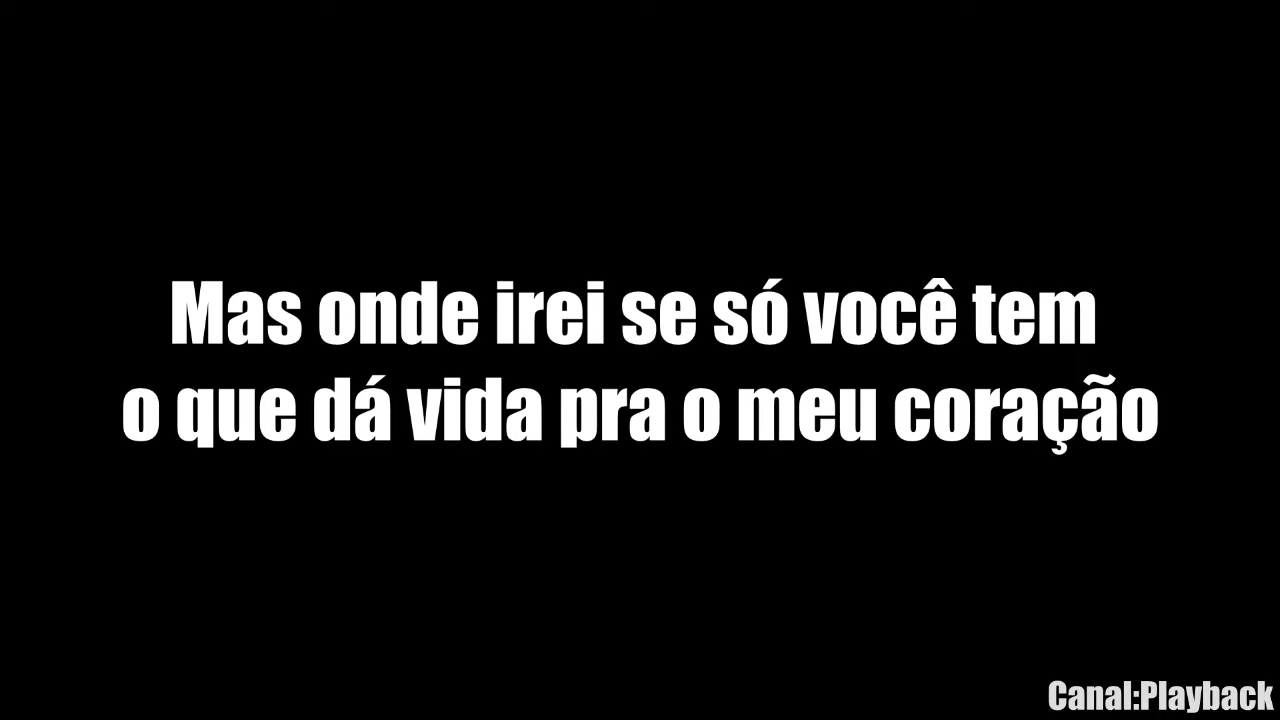 Mas onde irei se só você tem
o que dá vida pra o meu coração
Canal:Playback